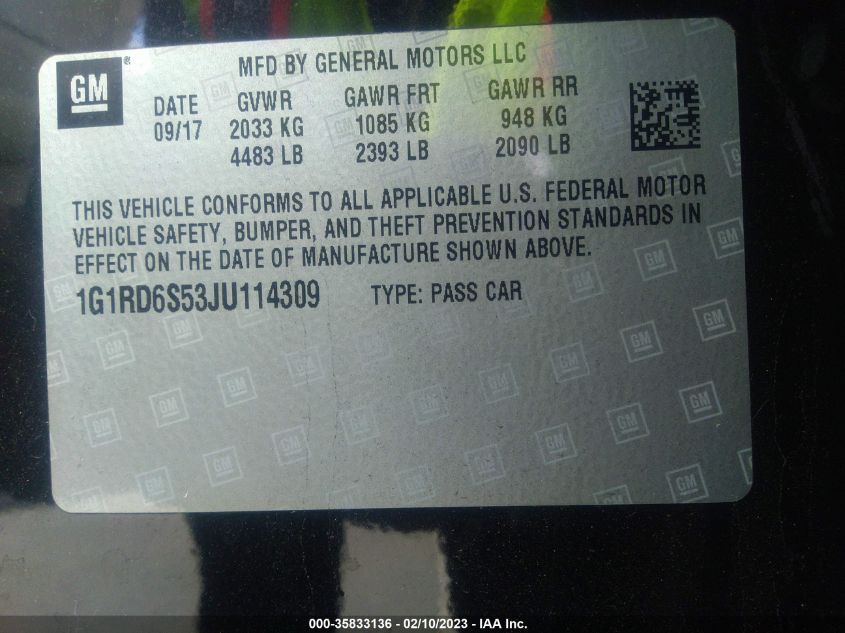 GM ® MFD BY GENERAL MOTORS LLC
DATE GVWR GAWR FRT GAWR RR
09/17 2033 KG 1085 KG 948 KG
4483 LB 2393 LB 2090 LB
THIS VEHICLE CONFORMS TO ALL APPLICABLE U.S. FEDERAL MOTOR
VEHICLE SAFETY, BUMPER, AND THEFT PREVENTION STANDARDS IN
EFFECT ON THE DATE OF MANUFACTURE SHOWN ABOVE.
1G1RD6S53JU114309 TYPE: PASS CAR
000-35833136 - 02/10/2023 - IAA Inc.